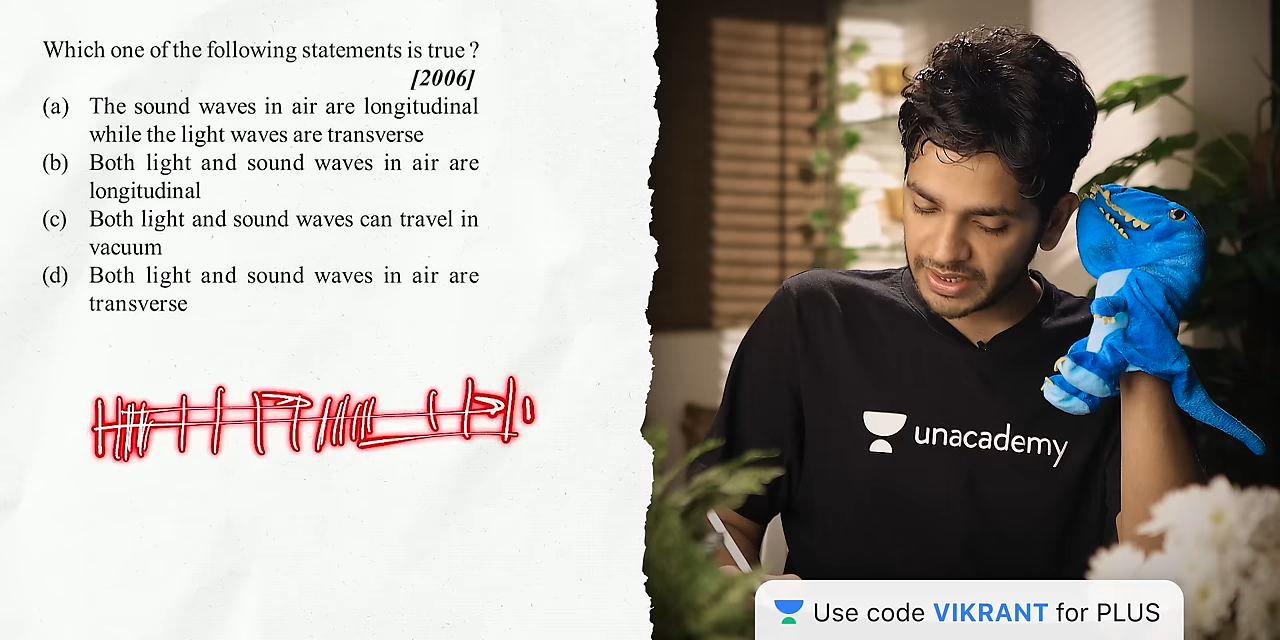 Which one of the following statements is true ?
[2006]
(a) The sound waves in air are longitudinal
while the light waves are transverse
(b) Both light and sound waves in air are
longitudinal
(c) Both light and sound waves can travel in
vacuum
(d) Both light and sound waves in air are
transverse
unacademy
Use code VIKRANT for PLUS